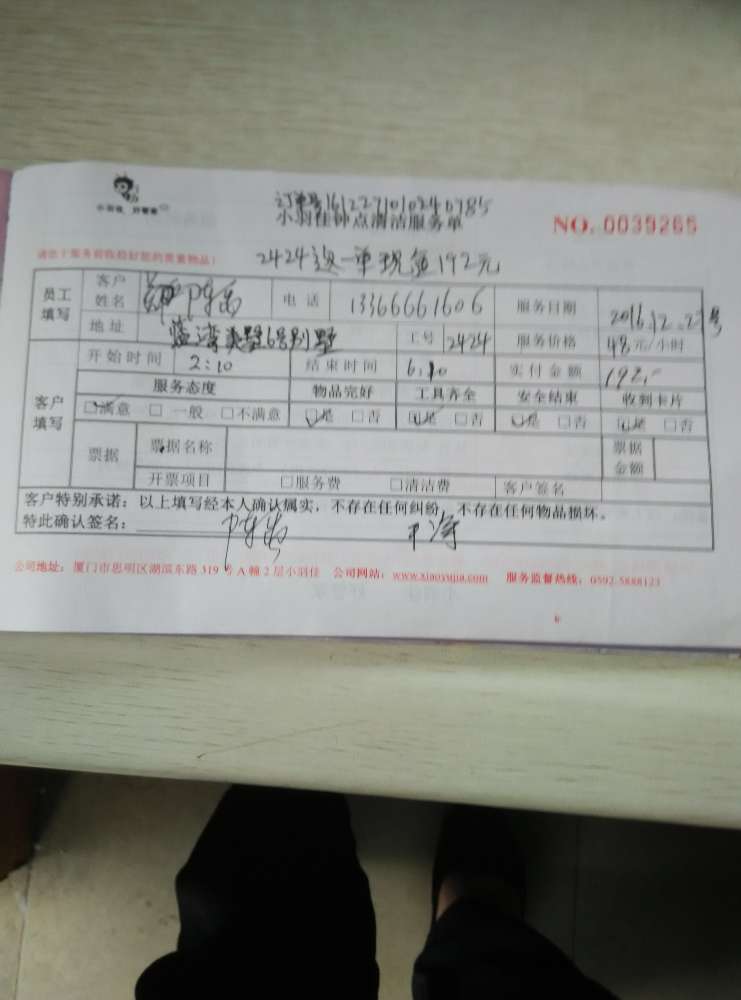 小羽佳 好管家
订单号1612271010240785
小羽佳钟点清洁服务单
NO. 0039265
2424这一单现金192元
员工填写
客户姓名
电话 13366661606
服务日期 2016.12.27号
地址 6号别墅
工号 2424
服务价格 48元/小时
开始时间 2:10
结束时间 6:10
实付金额 192.-
客户填写
服务态度 物品完好 工具齐全 安全结束 收到卡片
□满意 □一般 □不满意 □是 □否 □是 □否 □是 □否 □是 □否
票据 票据名称 票据金额
开票项目 □服务费 □清洁费 客户签名
客户特别承诺：以上填写经本人确认属实，不存在任何纠纷，不存在任何物品损坏。
特此确认签名：
公司地址：厦门市思明区湖滨东路 319 号 A 幢 2 层小羽佳 公司网站：www.xiaoyujia.com 服务监督热线：0592-5888123